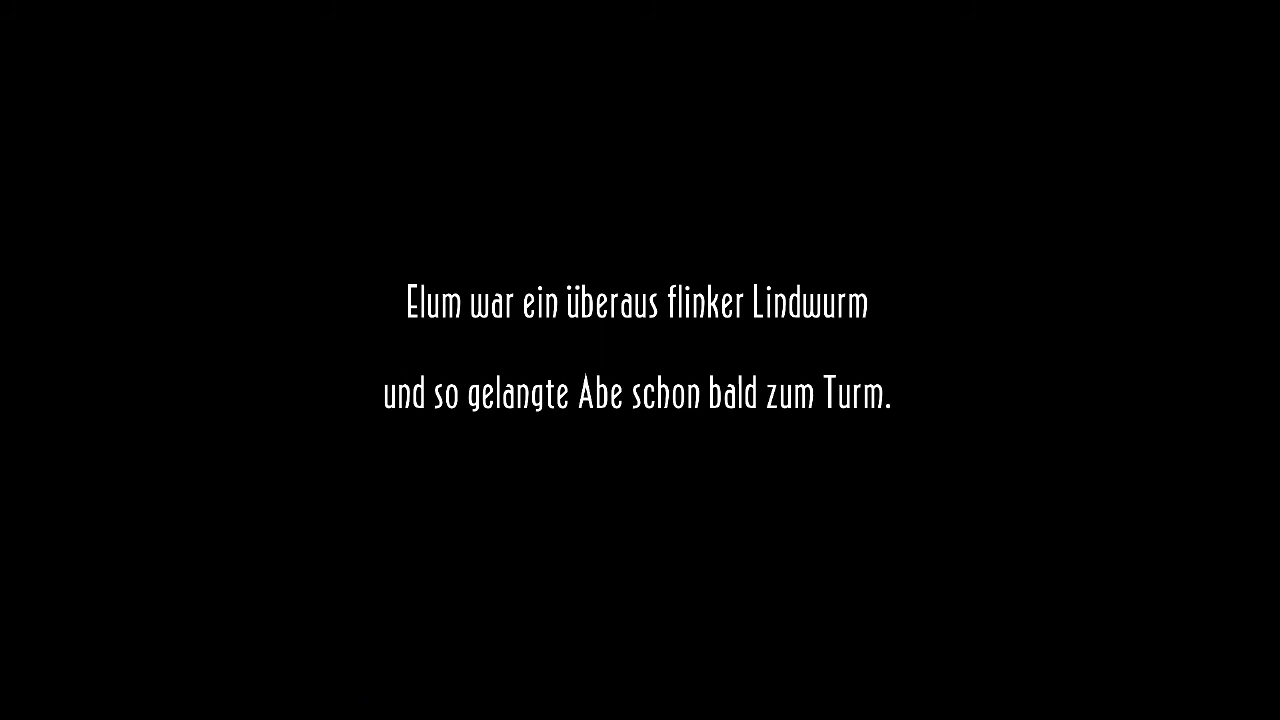 Elum war ein überaus flinker Lindwurm
und so gelangte Abe schon bald zum Turm.